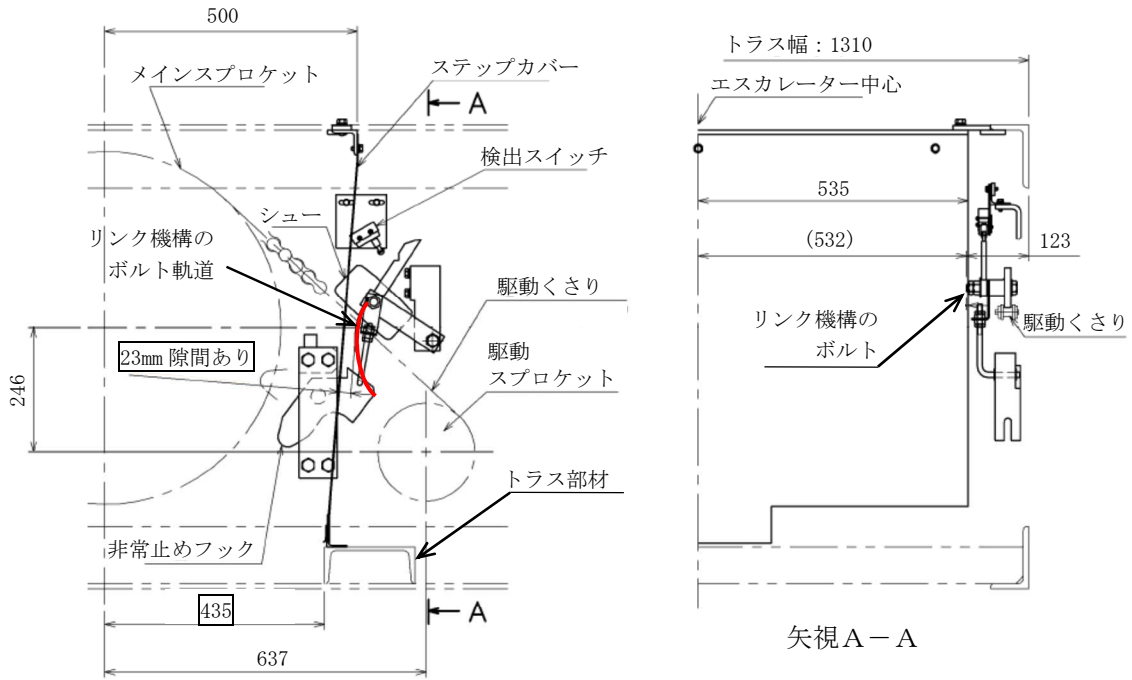 500
メインスプロケット
ステップカバー
A
検出スイッチ
シュー
リンク機構の
ボルト軌道
駆動くさり
23mm 隙間あり
駆動
スプロケット
246
トラス部材
非常止めフック
435
A
637
トラス幅：1310
エスカレーター中心
535
(532)
123
リンク機構の
ボルト
駆動くさり
矢視A－A